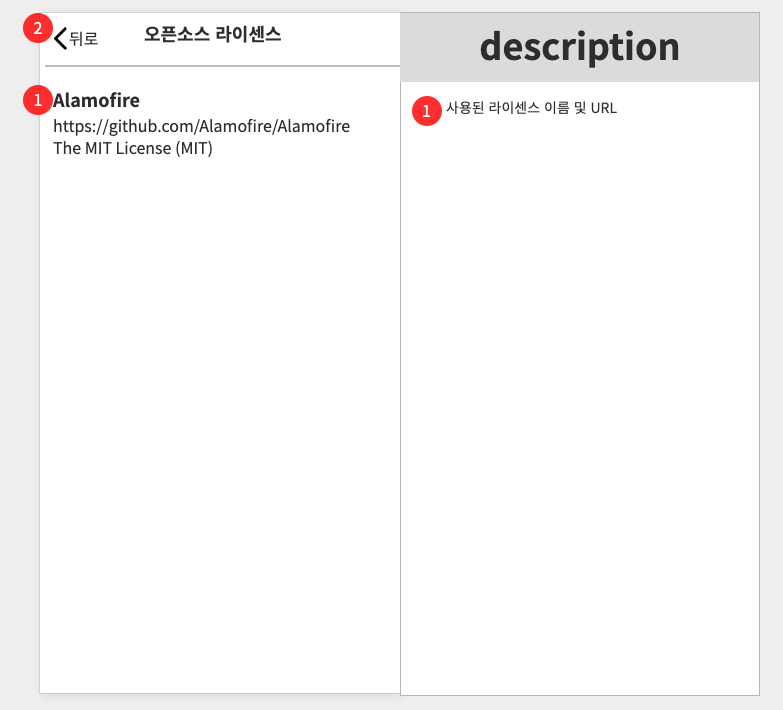 2
뒤로
오픈소스 라이센스
1
Alamofire
https://github.com/Alamofire/Alamofire
The MIT License (MIT)
description
1
사용된 라이센스 이름 및 URL